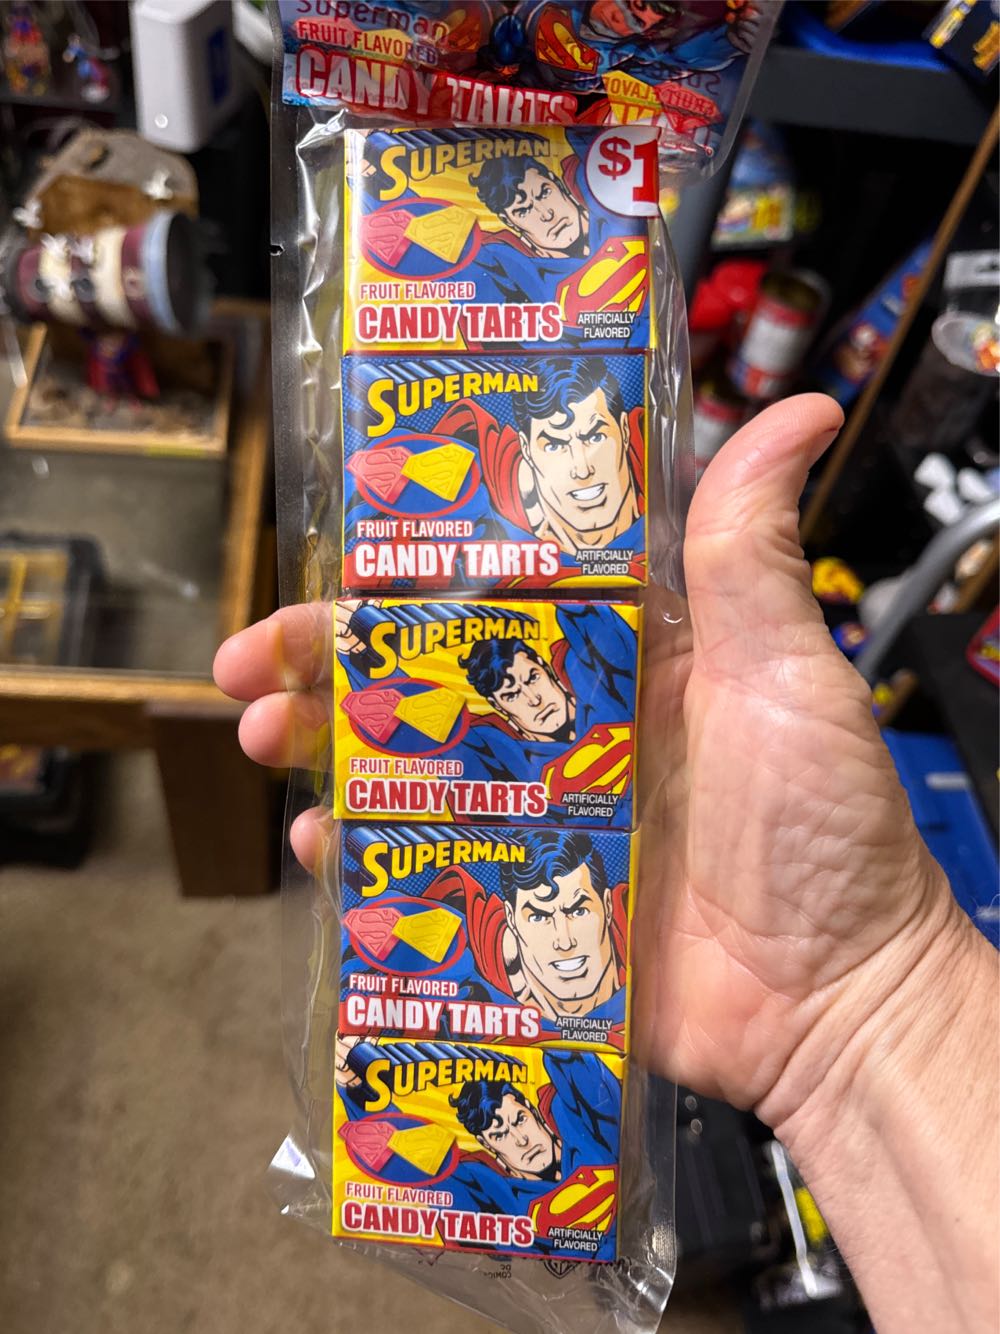 Superman
FRUIT FLAVORED
CANDY TARTS
$1
SUPERMAN
FRUIT FLAVORED
CANDY TARTS
ARTIFICIALLY
FLAVORED
SUPERMAN
FRUIT FLAVORED
CANDY TARTS
ARTIFICIALLY
FLAVORED
SUPERMAN
FRUIT FLAVORED
CANDY TARTS
ARTIFICIALLY
FLAVORED
SUPERMAN
FRUIT FLAVORED
CANDY TARTS
ARTIFICIALLY
FLAVORED
SUPERMAN
FRUIT FLAVORED
CANDY TARTS
ARTIFICIALLY
FLAVORED
DC
COMICS